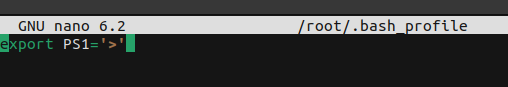 GNU nano 6.2 /root/.bash_profile
export PS1='>'